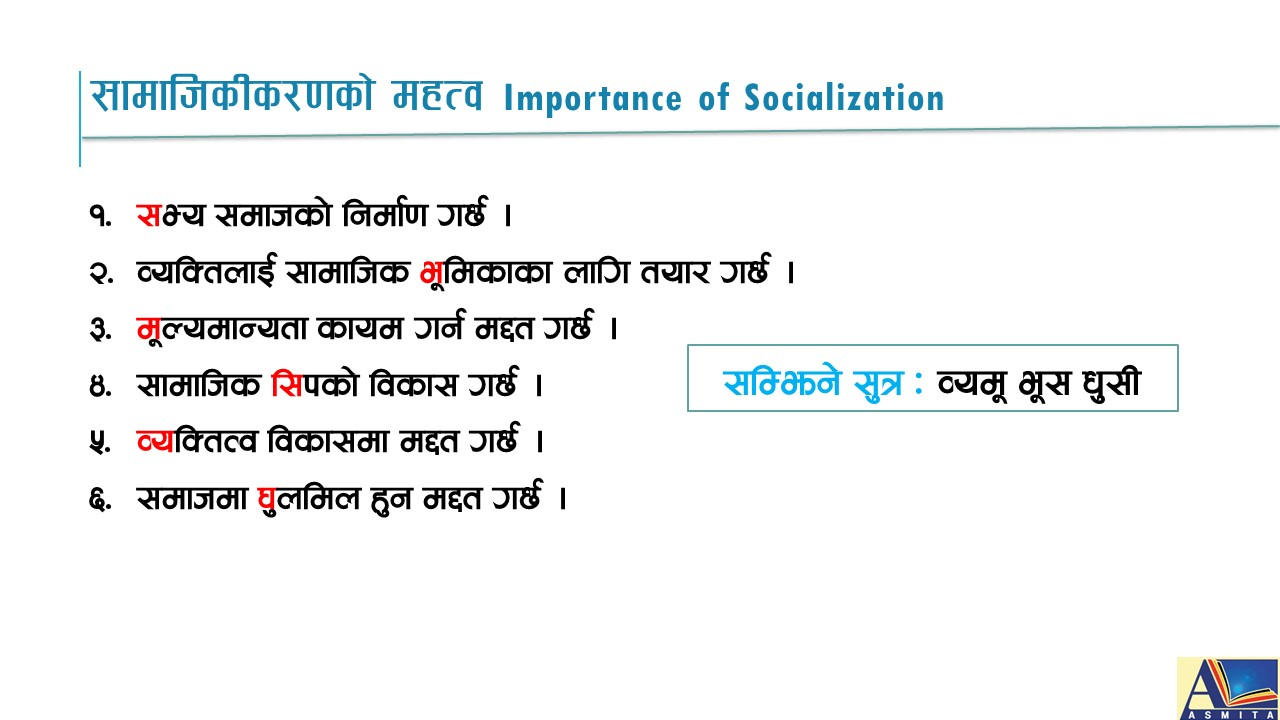 सामाजिकीकरणको महत्व Importance of Socialization
१. सभ्य समाजको निर्माण गर्छ ।
२. व्यक्तिलाई सामाजिक भूमिकाका लागि तयार गर्छ ।
३. मूल्यमान्यता कायम गर्न मद्दत गर्छ ।
४. सामाजिक सिपको विकास गर्छ ।
५. व्यक्तित्व विकासमा मद्दत गर्छ ।
६. समाजमा घुलमिल हुन मद्दत गर्छ ।
सम्झिने सुत्र : व्यमू भूस धुसी
ASMITA